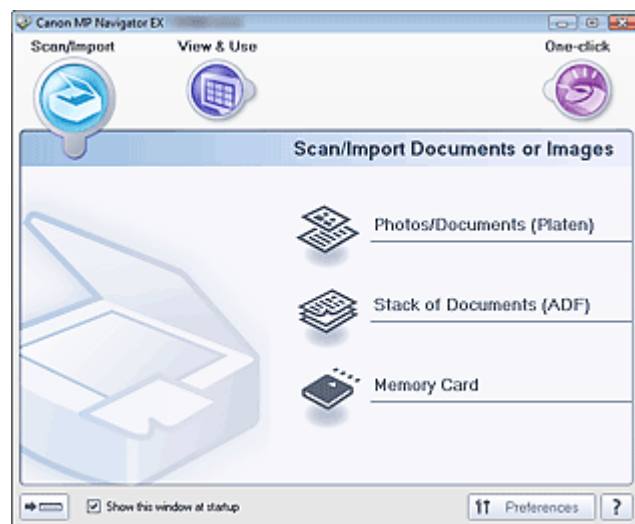 Canon MP Navigator EX
Scan/Import
View & Use
One-click
Scan/Import Documents or Images
Photos/Documents (Platen)
Stack of Documents (ADF)
Memory Card
Show this window at startup
Preferences
?